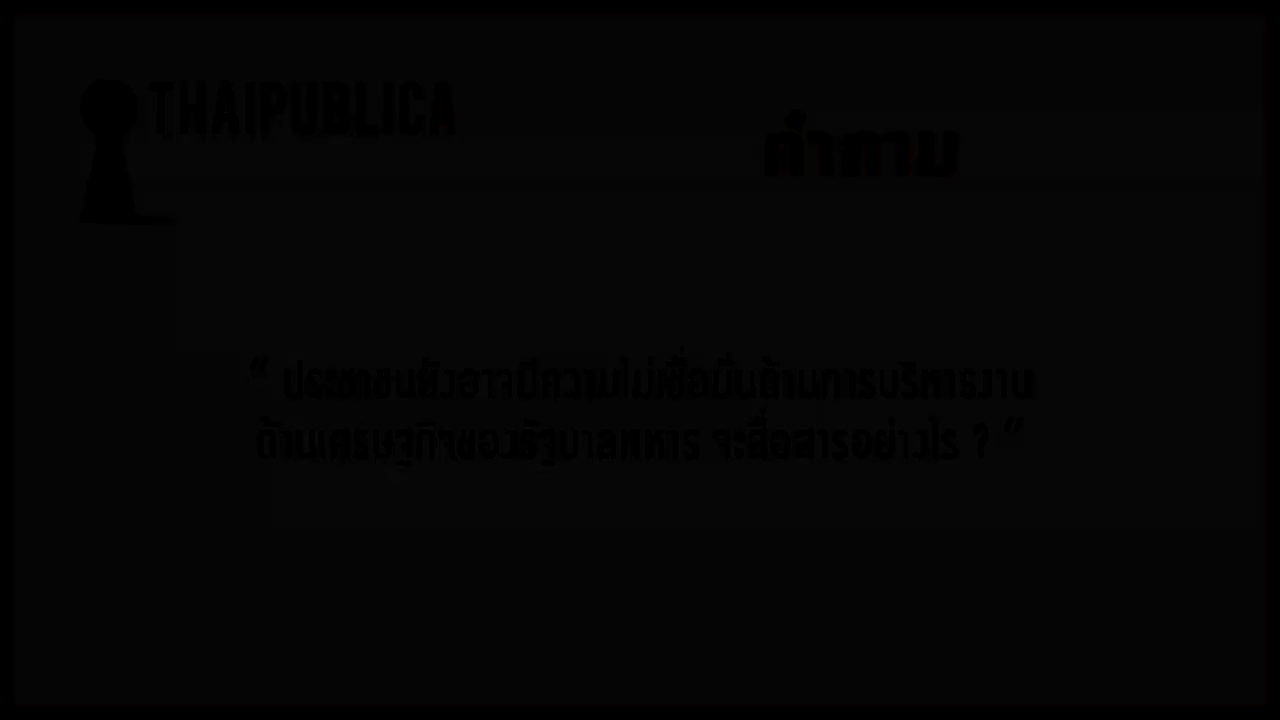 THAIPUBLICA
คำถาม
“ ประชาชนยังอาจมีความไม่เชื่อมั่นด้านการบริหารงาน
ด้านเศรษฐกิจของรัฐบาลทหาร จะสื่อสารอย่างไร ? ”